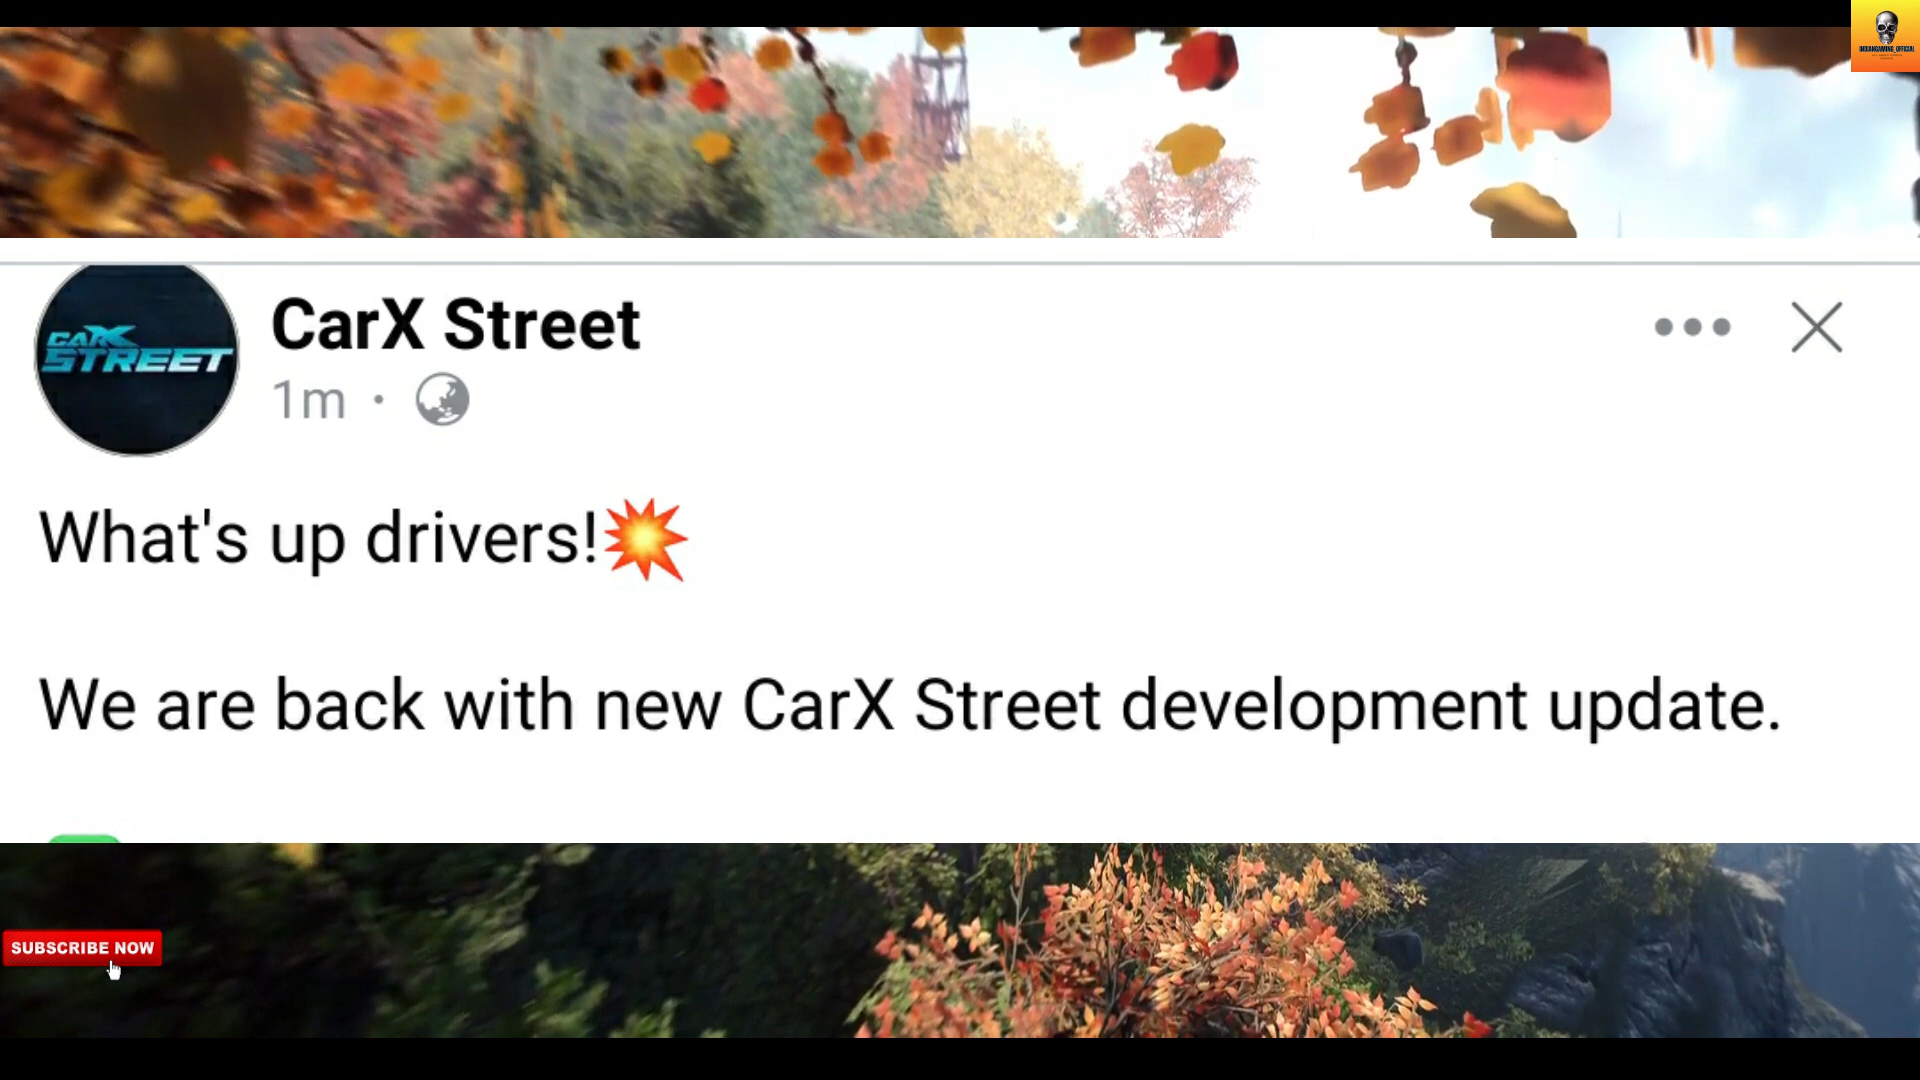 INDIANGAMING_OFFICIAL
CARX
STREET
CarX Street
1m ·
What's up drivers!💥
We are back with new CarX Street development update.
SUBSCRIBE NOW